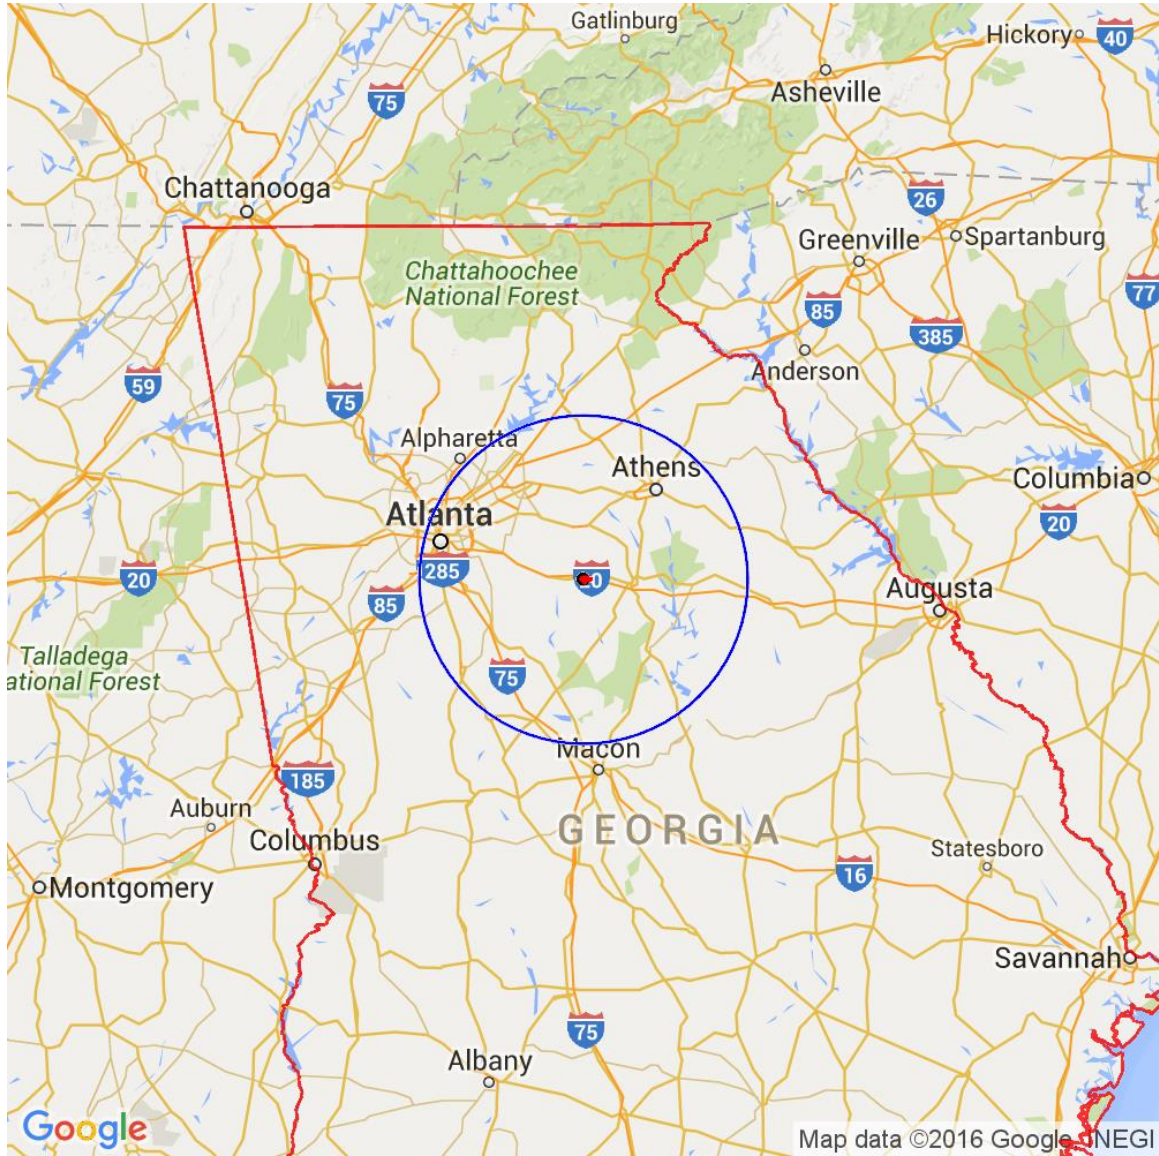 Gatlinburg
Hickory
40
75
Asheville
Chattanooga
26
Greenville
Spartanburg
Chattahoochee
National Forest
77
85
385
59
75
Anderson
Alpharetta
Athens
Columbia
Atlanta
20
20
285
85
Augusta
Talladega
ational Forest
75
Macon
185
Auburn
GEORGIA
Columbus
Statesboro
16
Montgomery
Savannah
75
Albany
Google
Map data ©2016 Google, INEGI